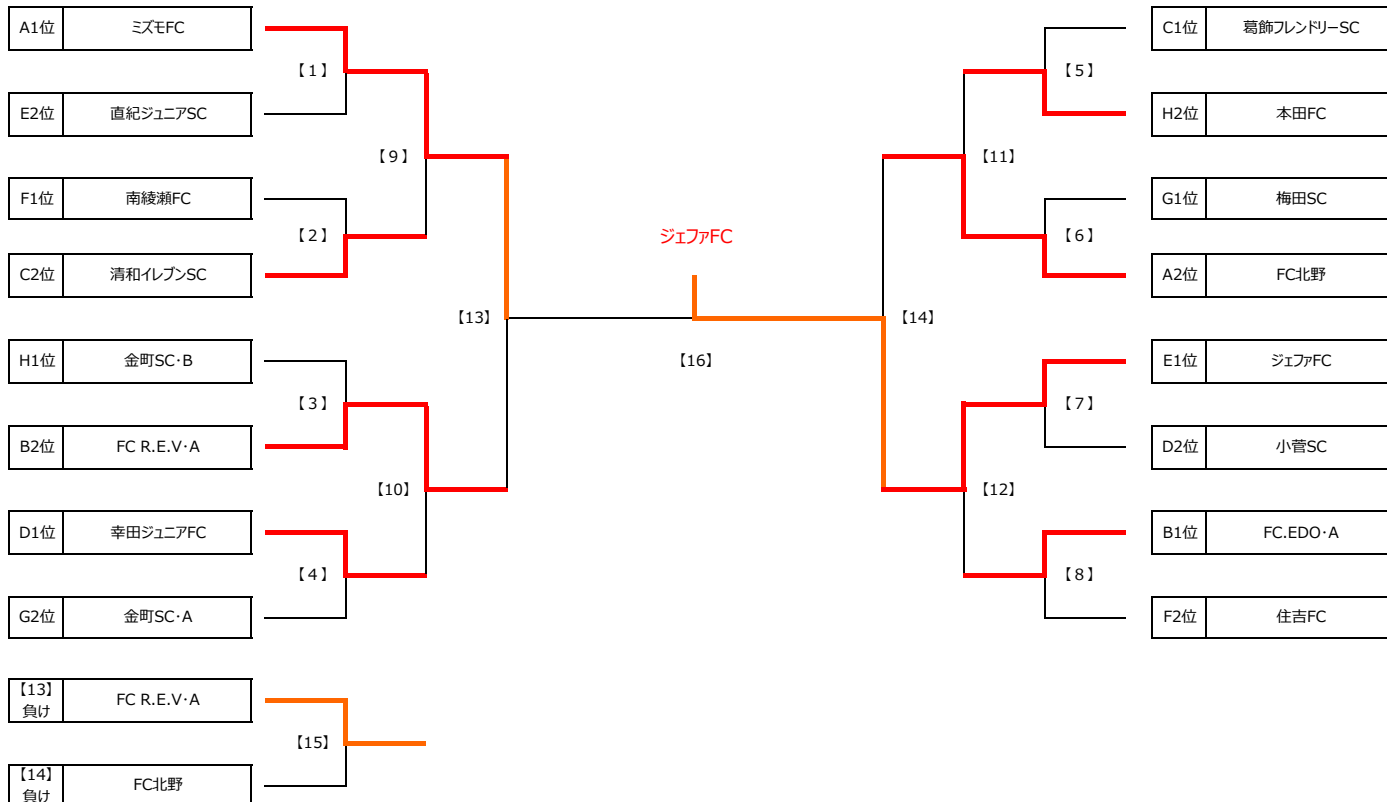 A1位 ミズモFC
【1】
E2位 直紀ジュニアSC
【9】
F1位 南綾瀬FC
【2】
C2位 清和イレブンSC
【13】
H1位 金町SC・B
【3】
B2位 FC R.E.V・A
【10】
D1位 幸田ジュニアFC
【4】
G2位 金町SC・A
【13】
負け
FC R.E.V・A
【15】
【14】
負け
FC北野
ジェファFC
【16】
C1位 葛飾フレンドリーSC
【5】
H2位 本田FC
【11】
G1位 梅田SC
【6】
A2位 FC北野
【14】
E1位 ジェファFC
【7】
D2位 小菅SC
【12】
B1位 FC.EDO・A
【8】
F2位 住吉FC